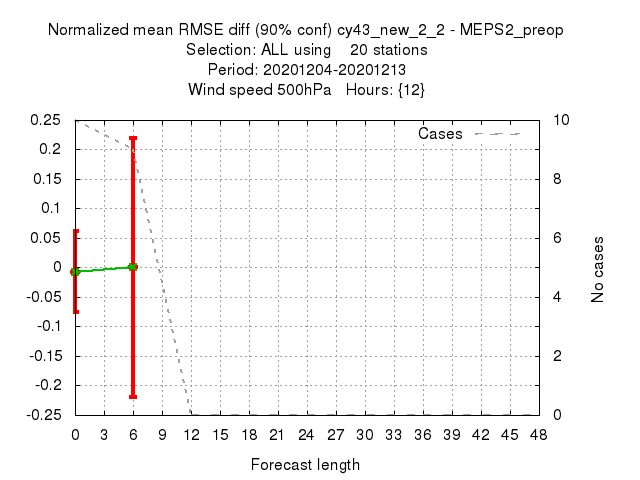 Normalized mean RMSE diff (90% conf) cy43_new_2_2 - MEPS2_preop
Selection: ALL using    20 stations
Period: 20201204-20201213
Wind speed 500hPa   Hours: {12}
Cases
0.25
0.2
0.15
0.1
0.05
0
-0.05
-0.1
-0.15
-0.2
-0.25
10
8
6
4
2
0
No cases
0 3 6 9 12 15 18 21 24 27 30 33 36 39 42 45 48
Forecast length